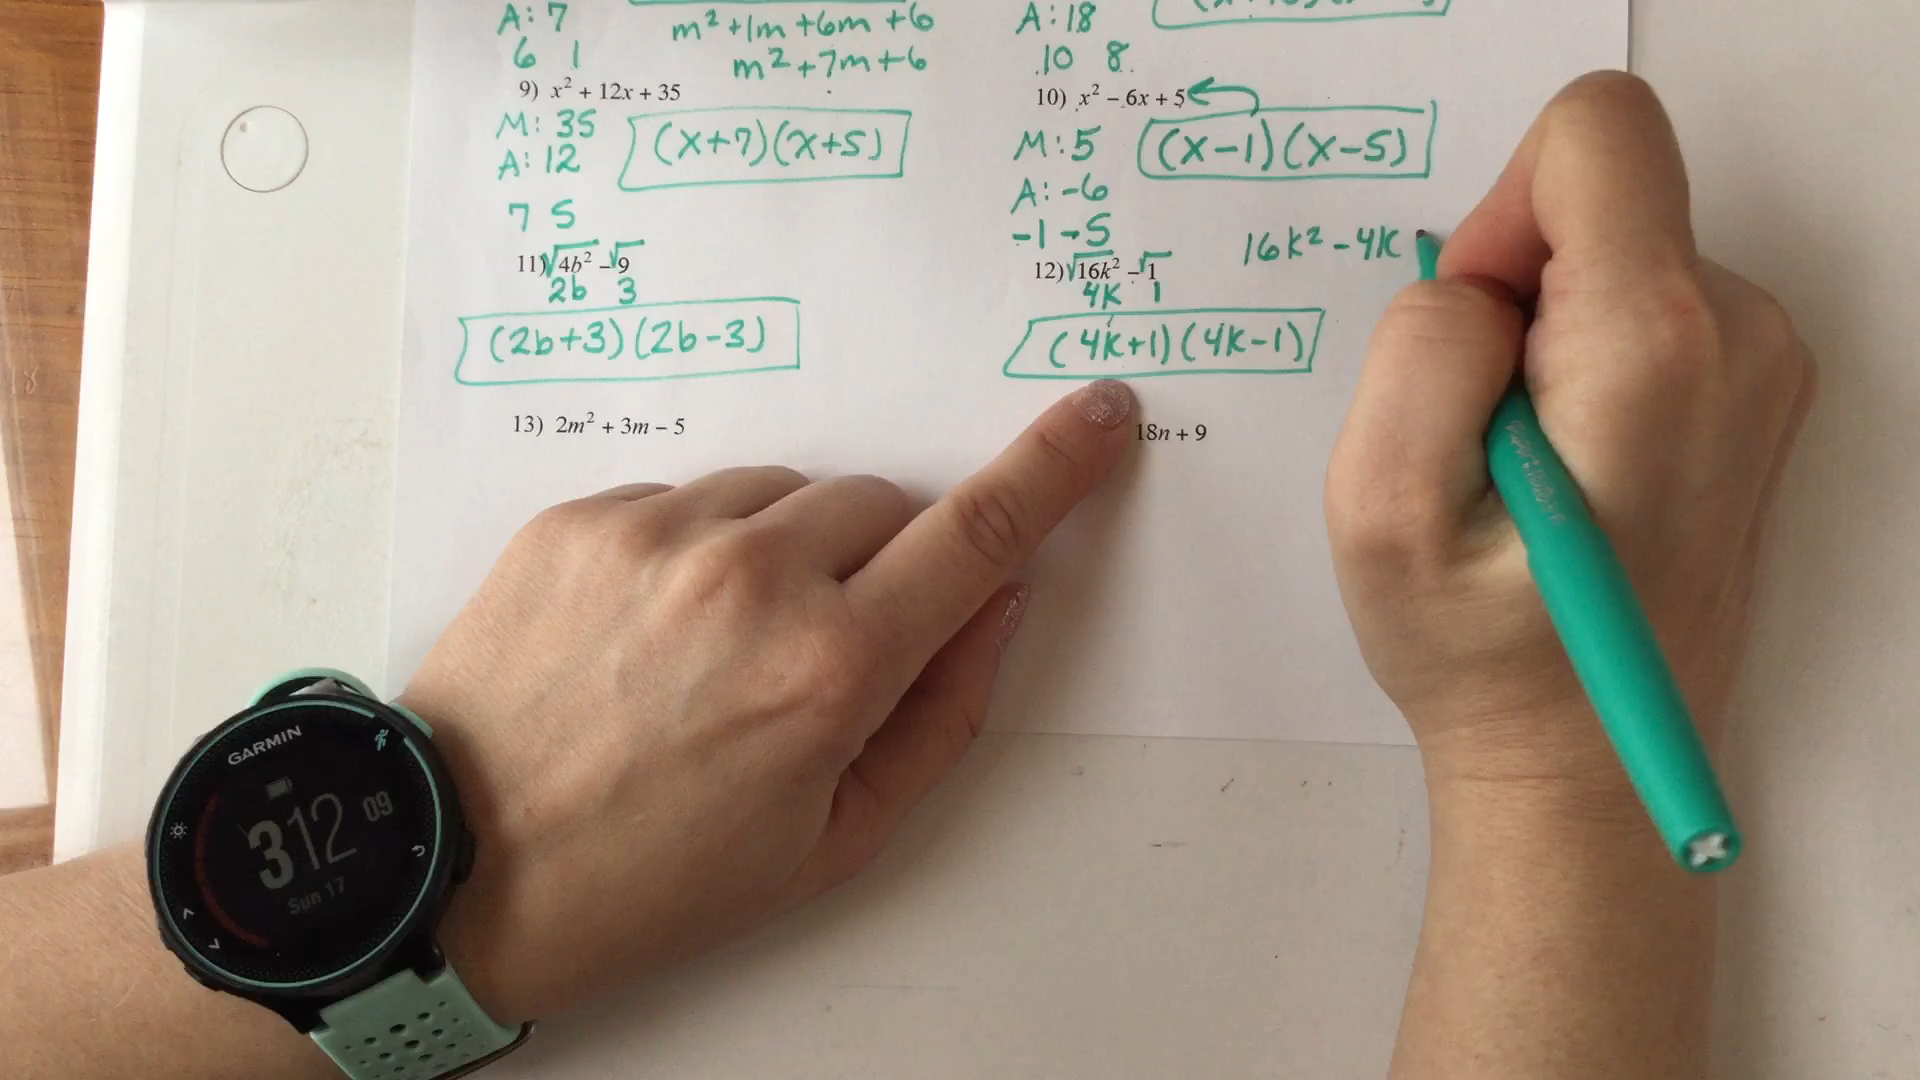 A: 7
6 1
m² + 1m + 6m + 6
m² + 7m + 6
A: 18
10 8
9) x² + 12x + 35
M: 35
A: 12
7 5
(x+7)(x+5)
10) x² − 6x + 5
M: 5
A: -6
-1 -5
(x-1)(x-5)
11) √4b² − √9
2b 3
(2b+3)(2b-3)
12) √16k² − √1
4k 1
(4k+1)(4k-1)
16k² - 4k
13) 2m² + 3m − 5
18n + 9
GARMIN
312 09
Sun 17